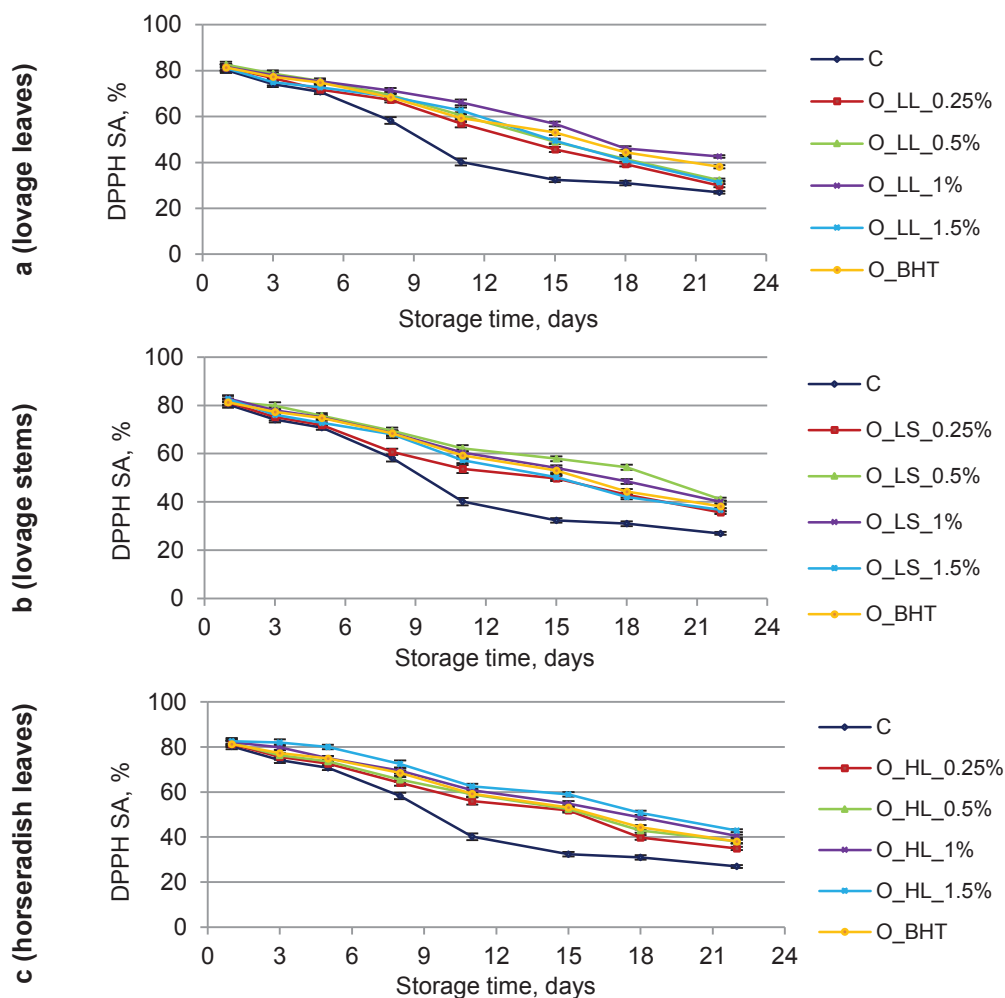 a (lovage leaves)
DPPH SA, %
100
80
60
40
20
0
0 3 6 9 12 15 18 21 24
Storage time, days
C
O_LL_0.25%
O_LL_0.5%
O_LL_1%
O_LL_1.5%
O_BHT
b (lovage stems)
DPPH SA, %
100
80
60
40
20
0
0 3 6 9 12 15 18 21 24
Storage time, days
C
O_LS_0.25%
O_LS_0.5%
O_LS_1%
O_LS_1.5%
O_BHT
c (horseradish leaves)
DPPH SA, %
100
80
60
40
20
0
0 3 6 9 12 15 18 21 24
Storage time, days
C
O_HL_0.25%
O_HL_0.5%
O_HL_1%
O_HL_1.5%
O_BHT